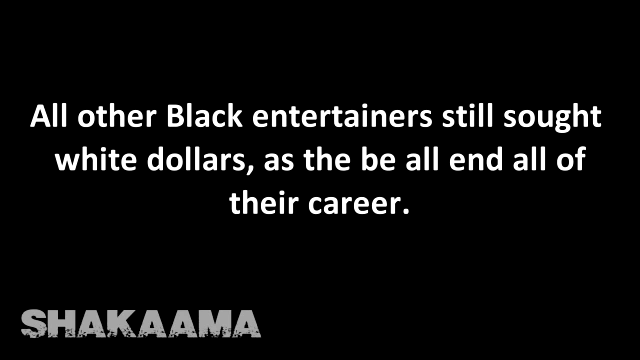 All other Black entertainers still sought
white dollars, as the be all end all of
their career.
SHAKAAMA